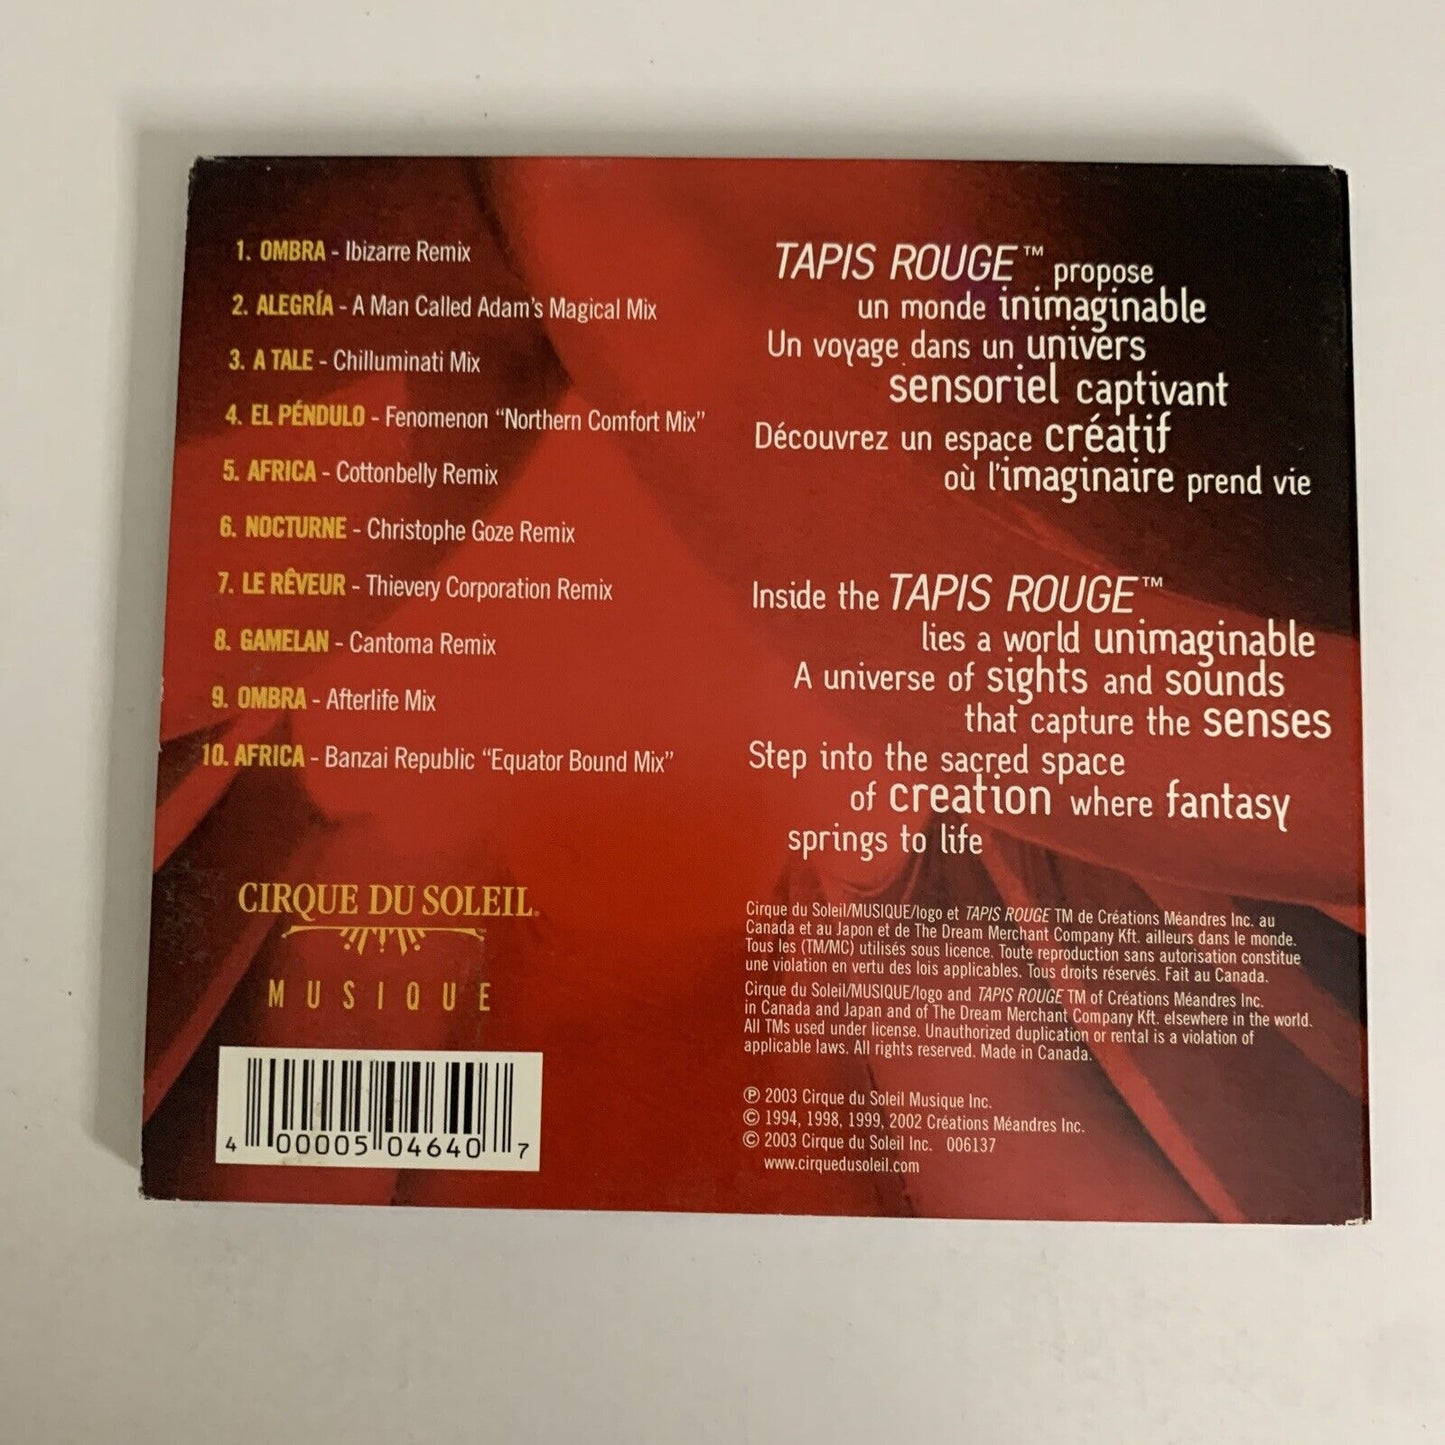 1. OMBRA - Ibizarre Remix
2. ALEGRÍA - A Man Called Adam's Magical Mix
3. A TALE - Chilluminati Mix
4. EL PÉNDULO - Fenomenon "Northern Comfort Mix"
5. AFRICA - Cottonbelly Remix
6. NOCTURNE - Christophe Goze Remix
7. LE RÊVEUR - Thievery Corporation Remix
8. GAMELAN - Cantoma Remix
9. OMBRA - Afterlife Mix
10. AFRICA - Banzai Republic "Equator Bound Mix"
CIRQUE DU SOLEIL
MUSIQUE
4 00005 04640 7
TAPIS ROUGE™ propose
un monde inimaginable
Un voyage dans un univers
sensoriel captivant
Découvrez un espace créatif
où l'imaginaire prend vie
Inside the TAPIS ROUGE™
lies a world unimaginable
A universe of sights and sounds
that capture the senses
Step into the sacred space
of creation where fantasy
springs to life
Cirque du Soleil/MUSIQUE/logo et TAPIS ROUGE TM de Créations Méandres Inc. au
Canada et au Japon et de The Dream Merchant Company Kft. ailleurs dans le monde.
Tous les (TM/MC) utilisés sous licence. Toute reproduction sans autorisation constitue
une violation en vertu des lois applicables. Tous droits réservés. Fait au Canada.
Cirque du Soleil/MUSIQUE/logo and TAPIS ROUGE TM of Créations Méandres Inc.
in Canada and Japan and of The Dream Merchant Company Kft. elsewhere in the world.
All TMs used under license. Unauthorized duplication or rental is a violation of
applicable laws. All rights reserved. Made in Canada.
℗ 2003 Cirque du Soleil Musique Inc.
© 1994, 1998, 1999, 2002 Créations Méandres Inc.
© 2003 Cirque du Soleil Inc. 006137
www.cirquedusoleil.com